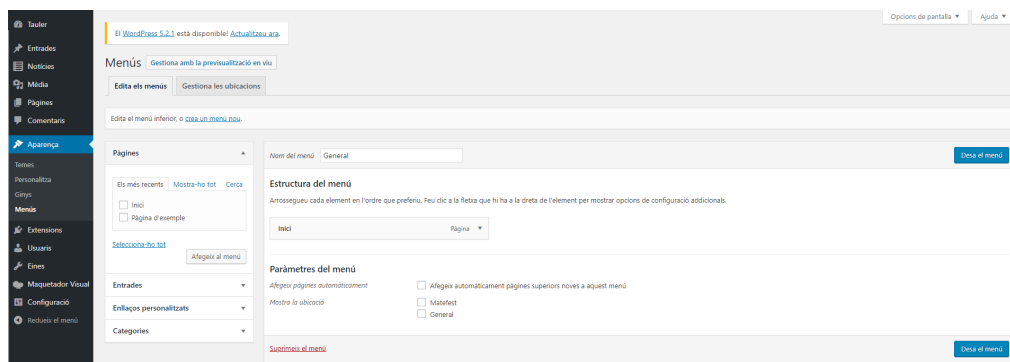 Opcions de pantalla ▼ Ajuda ▼
Tauler
Entrades
Notícies
Mèdia
Pàgines
Comentaris
Aparença
Temes
Personalitza
Ginys
Menús
Extensions
Usuaris
Eines
Maquetador Visual
Configuració
Redueix el menú
El WordPress 5.2.1 està disponible! Actualitzeu ara.
Menús Gestiona amb la previsualització en viu
Edita els menús Gestiona les ubicacions
Edita el menú inferior, o crea un menú nou.
Pàgines
Els més recents Mostra-ho tot Cerca
Inici
Pàgina d'exemple
Selecciona-ho tot
Afegeix al menú
Entrades
Enllaços personalitzats
Categories
Nom del menú General Desa el menú
Estructura del menú
Arrossegueu cada element en l'ordre que preferiu. Feu clic a la fletxa que hi ha a la dreta de l'element per mostrar opcions de configuració addicionals.
Inici Pàgina ▼
Paràmetres del menú
Afegeix pàgines automàticament Afegeix automàticament pàgines superiors noves a aquest menú
Mostra la ubicació Matefest
General
Suprimeix el menú Desa el menú